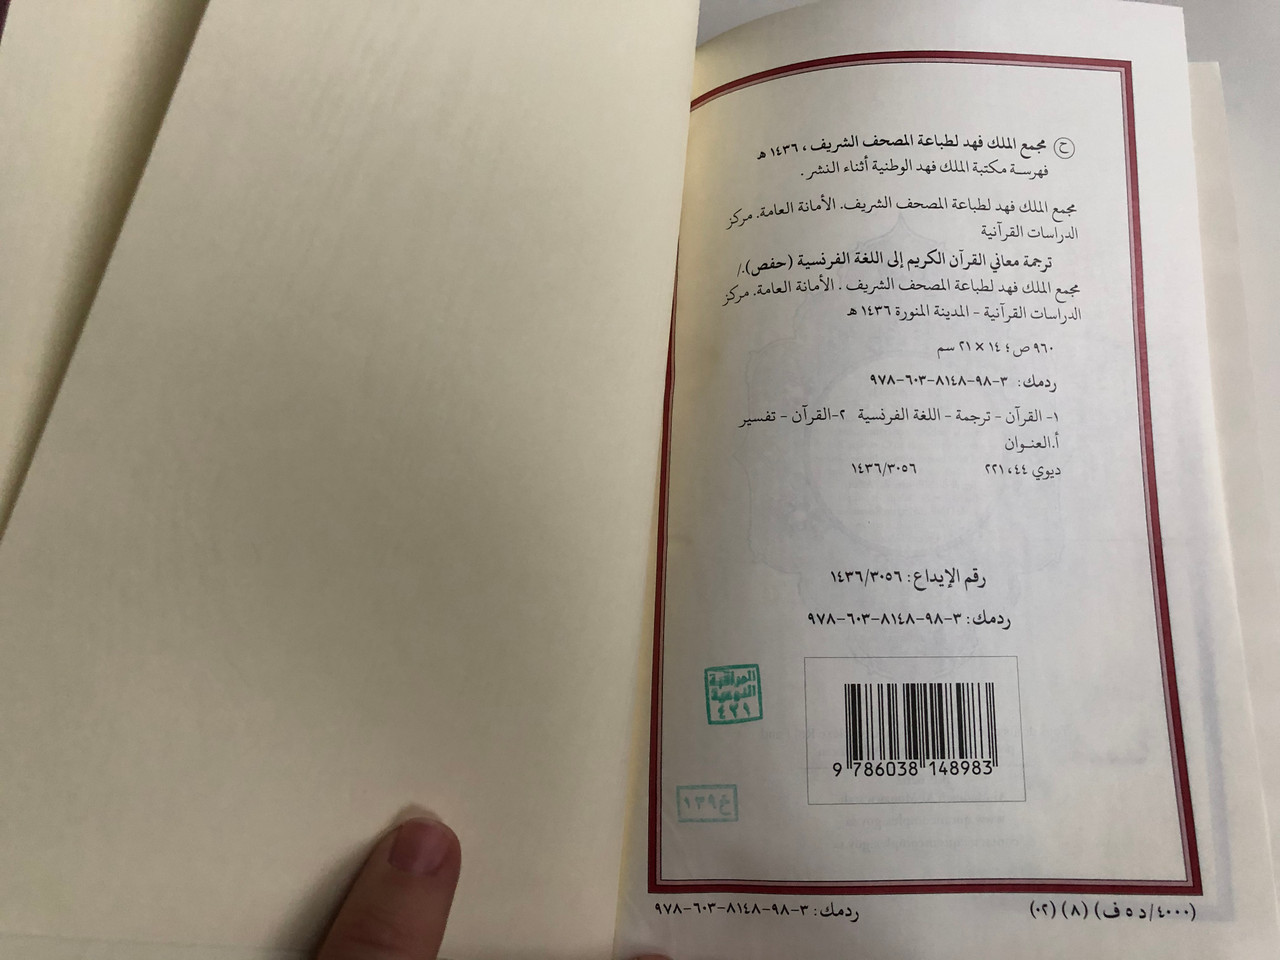 ح مجمع الملك فهد لطباعة المصحف الشريف ، ١٤٣٦ هـ
فهرسة مكتبة الملك فهد الوطنية أثناء النشر .
مجمع الملك فهد لطباعة المصحف الشريف. الأمانة العامة. مركز
الدراسات القرآنية
ترجمة معاني القرآن الكريم إلى اللغة الفرنسية (حفص)./
مجمع الملك فهد لطباعة المصحف الشريف . الأمانة العامة. مركز
الدراسات القرآنية - المدينة المنورة ١٤٣٦ هـ
٩٦٠ ص ؛ ١٤ × ٢١ سم
ردمك: ٣-٩٨-٨١٤٨-٦٠٣-٩٧٨
١- القرآن - ترجمة - اللغة الفرنسية ٢-القرآن - تفسير
أ.العنـوان
ديوي ٢٢١،٤٤ ١٤٣٦/٣٠٥٦
رقم الإيداع: ١٤٣٦/٣٠٥٦
ردمك: ٣-٩٨-٨١٤٨-٦٠٣-٩٧٨
المراقبة
النوعية
٤٢٩
9 786038 148983
غ ١٣٩
ردمك: ٣-٩٨-٨١٤٨-٦٠٣-٩٧٨
(٤٠٠٠/د ٥ ف) (٨) (٠٢)